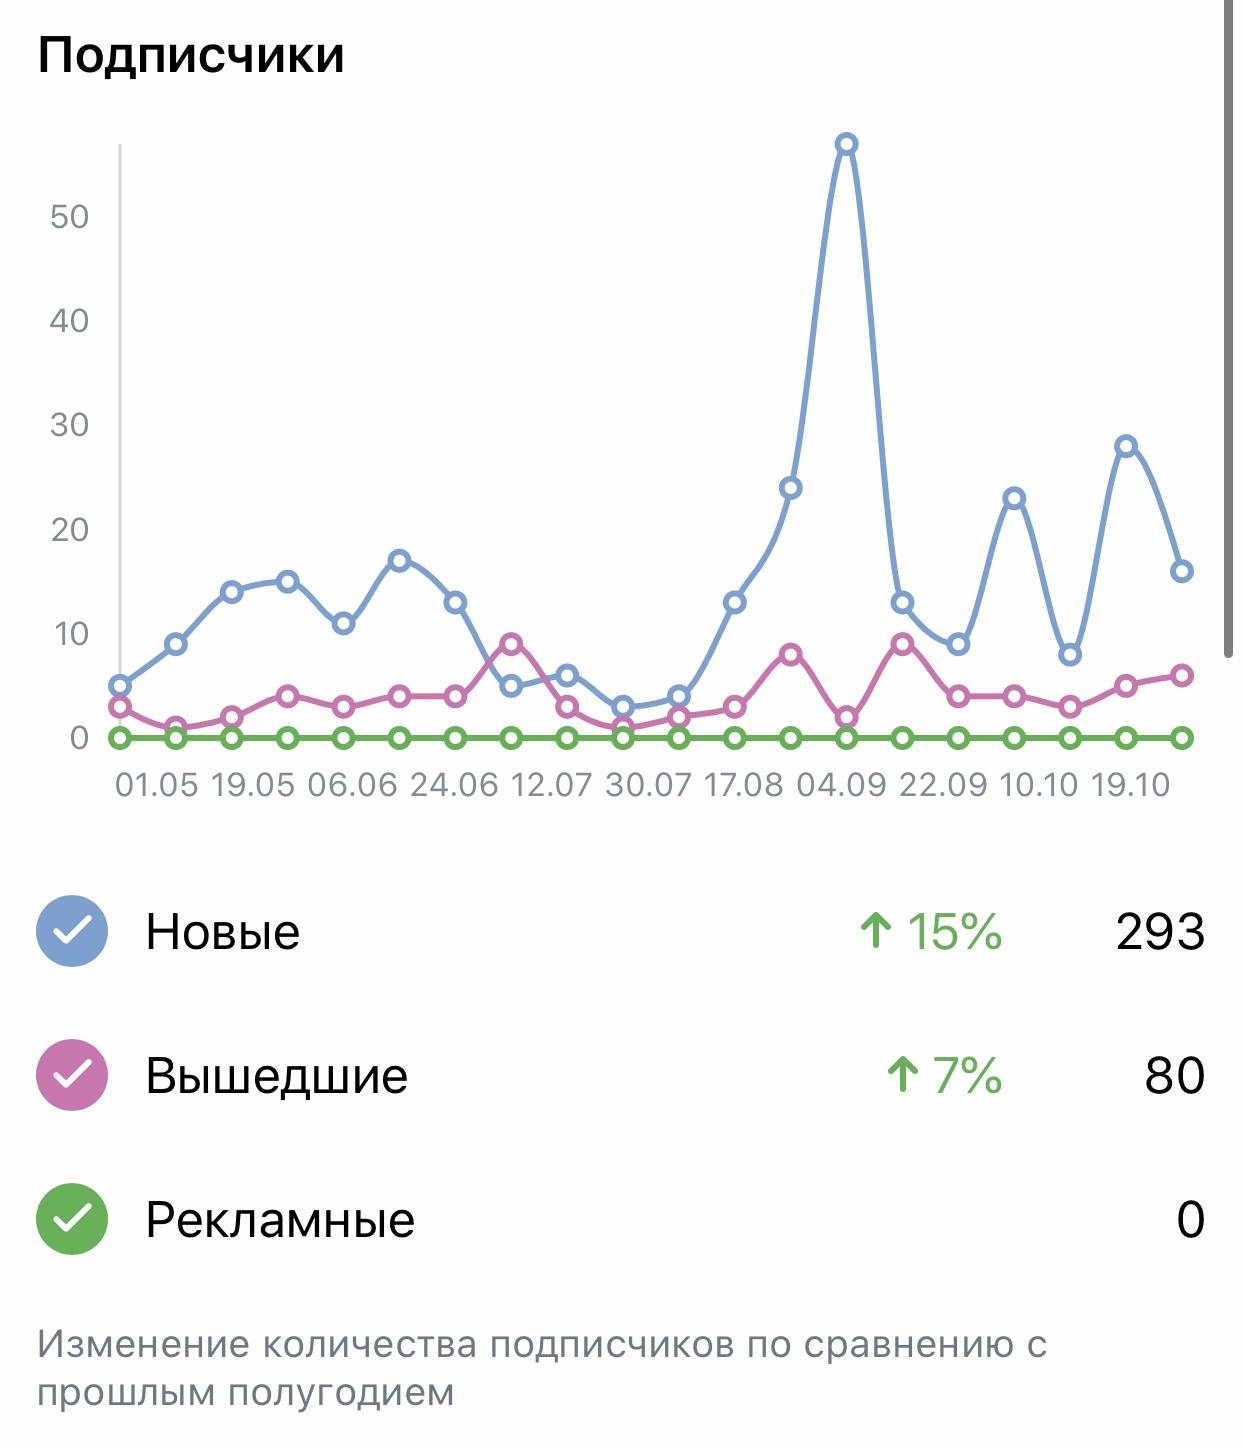 Подписчики
50
40
30
20
10
0
01.05 19.05 06.06 24.06 12.07 30.07 17.08 04.09 22.09 10.10 19.10
Новые ↑ 15% 293
Вышедшие ↑ 7% 80
Рекламные 0
Изменение количества подписчиков по сравнению с
прошлым полугодием